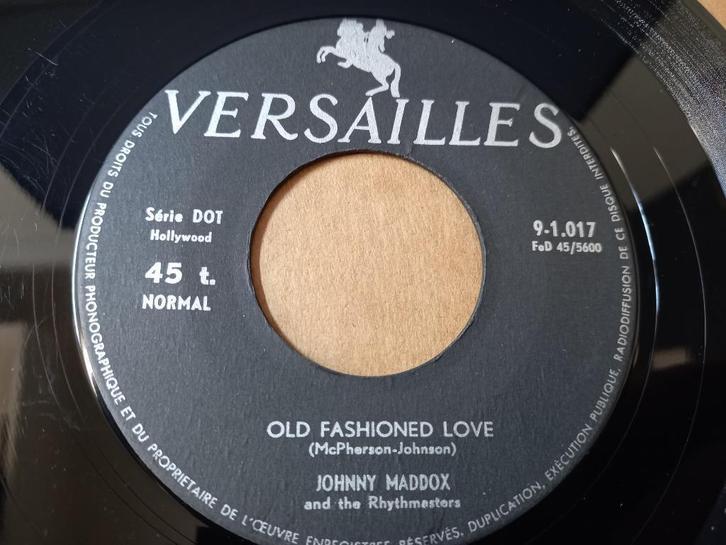 VERSAILLES
Série DOT
Hollywood
45 t.
NORMAL
9-1.017
FoD 45/5600
OLD FASHIONED LOVE
(McPherson-Johnson)
JOHNNY MADDOX
and the Rhythmasters
TOUS DROITS DU PRODUCTEUR PHONOGRAPHIQUE ET DU PROPRIETAIRE DE L'ŒUVRE ENREGISTREE RÉSERVÉS. DUPLICATION, EXÉCUTION PUBLIQUE, RADIODIFFUSION DE CE DISQUE INTERDITES.